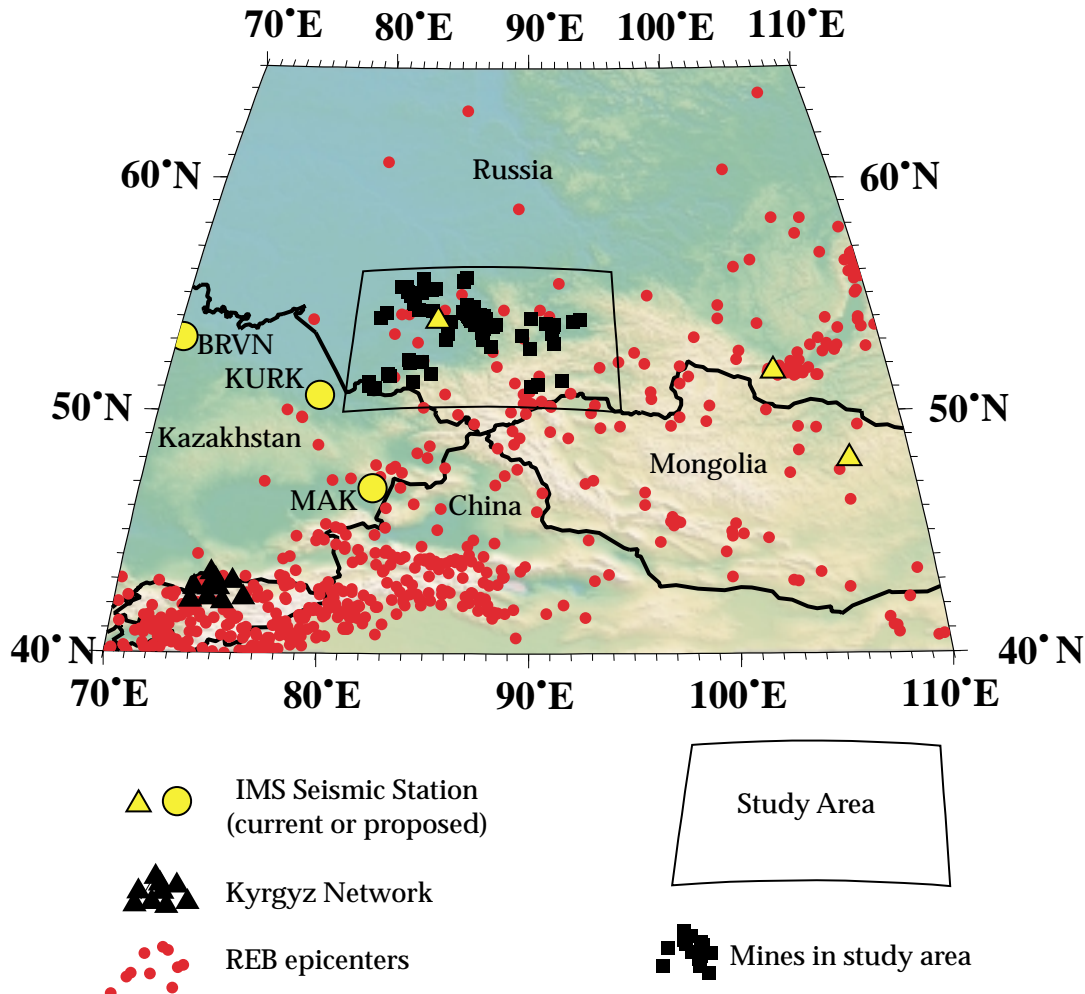 70°E 80°E 90°E 100°E 110°E
Russia
60°N 60°N
BRVN
KURK
50°N 50°N
Kazakhstan
Mongolia
MAK China
40°N 40°N
70°E 80°E 90°E 100°E 110°E
IMS Seismic Station
(current or proposed)
Study Area
Kyrgyz Network
REB epicenters
Mines in study area